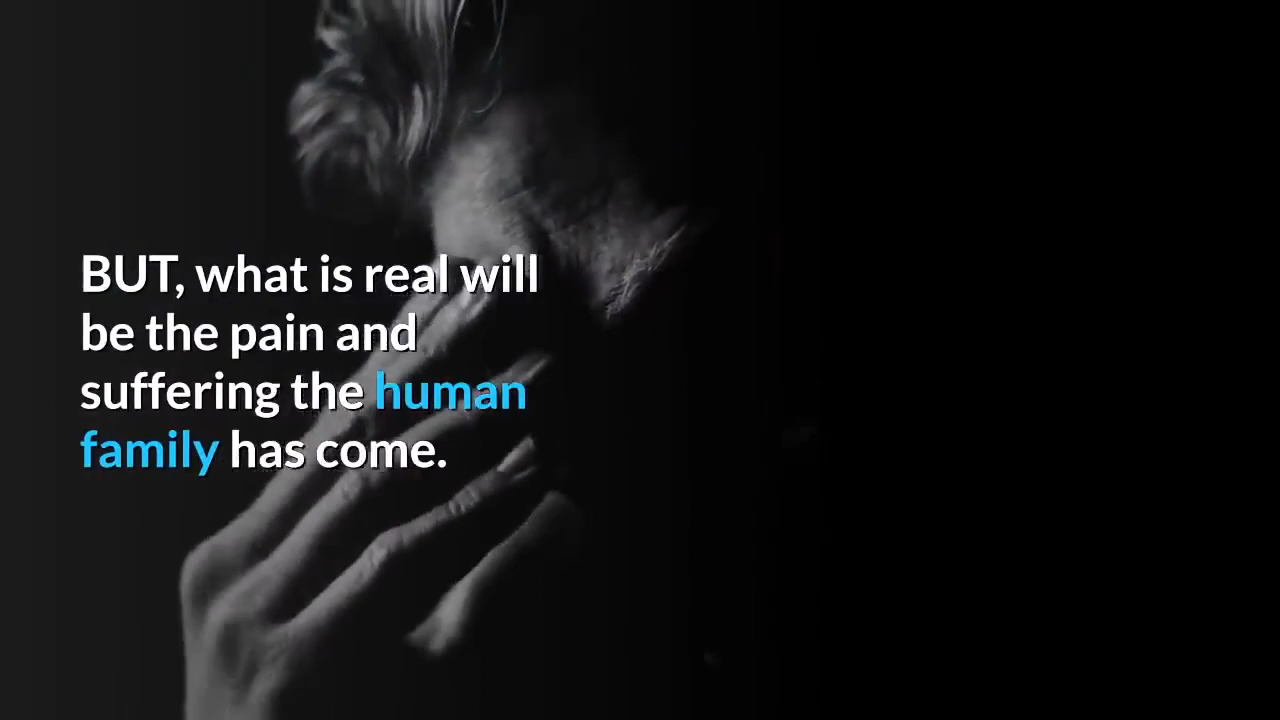 BUT, what is real will
be the pain and
suffering the human
family has come.